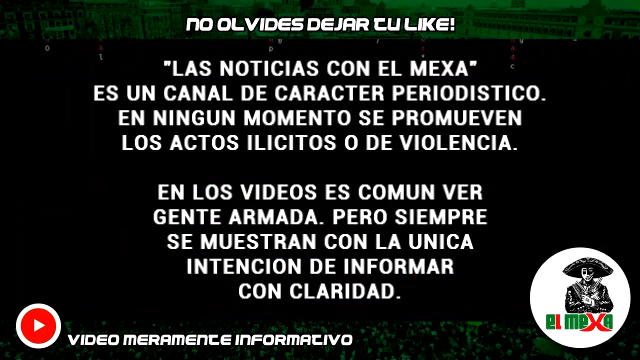 NO OLVIDES DEJAR TU LIKE!
"LAS NOTICIAS CON EL MEXA"
ES UN CANAL DE CARACTER PERIODISTICO.
EN NINGUN MOMENTO SE PROMUEVEN
LOS ACTOS ILICITOS O DE VIOLENCIA.
EN LOS VIDEOS ES COMUN VER
GENTE ARMADA. PERO SIEMPRE
SE MUESTRAN CON LA UNICA
INTENCION DE INFORMAR
CON CLARIDAD.
EL MEXA
VIDEO MERAMENTE INFORMATIVO